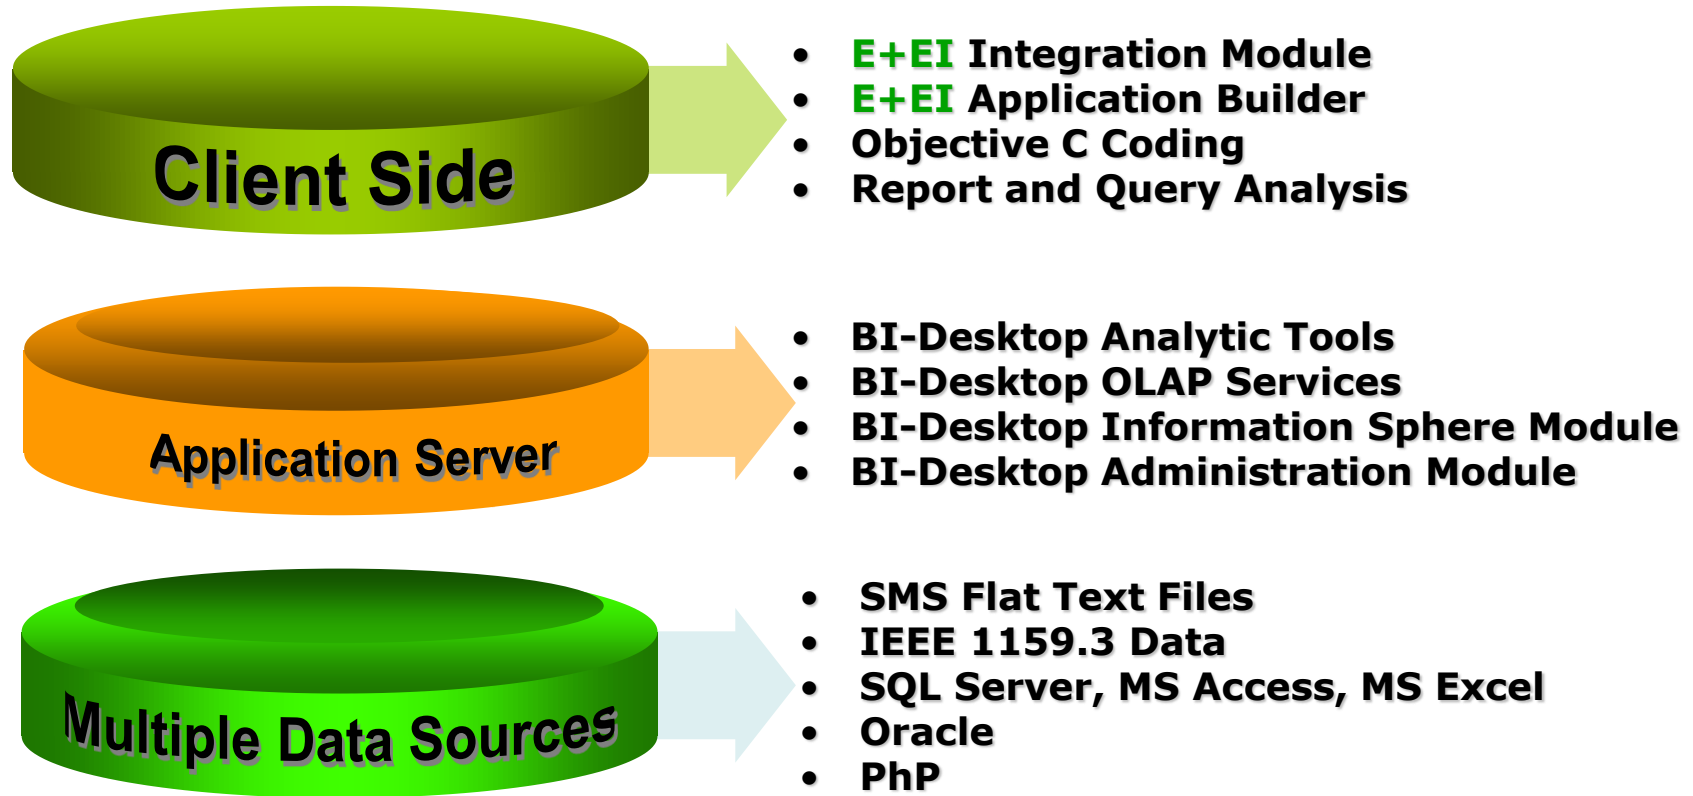 Client Side
• E+EI Integration Module
• E+EI Application Builder
• Objective C Coding
• Report and Query Analysis
Application Server
• BI-Desktop Analytic Tools
• BI-Desktop OLAP Services
• BI-Desktop Information Sphere Module
• BI-Desktop Administration Module
Multiple Data Sources
• SMS Flat Text Files
• IEEE 1159.3 Data
• SQL Server, MS Access, MS Excel
• Oracle
• PhP